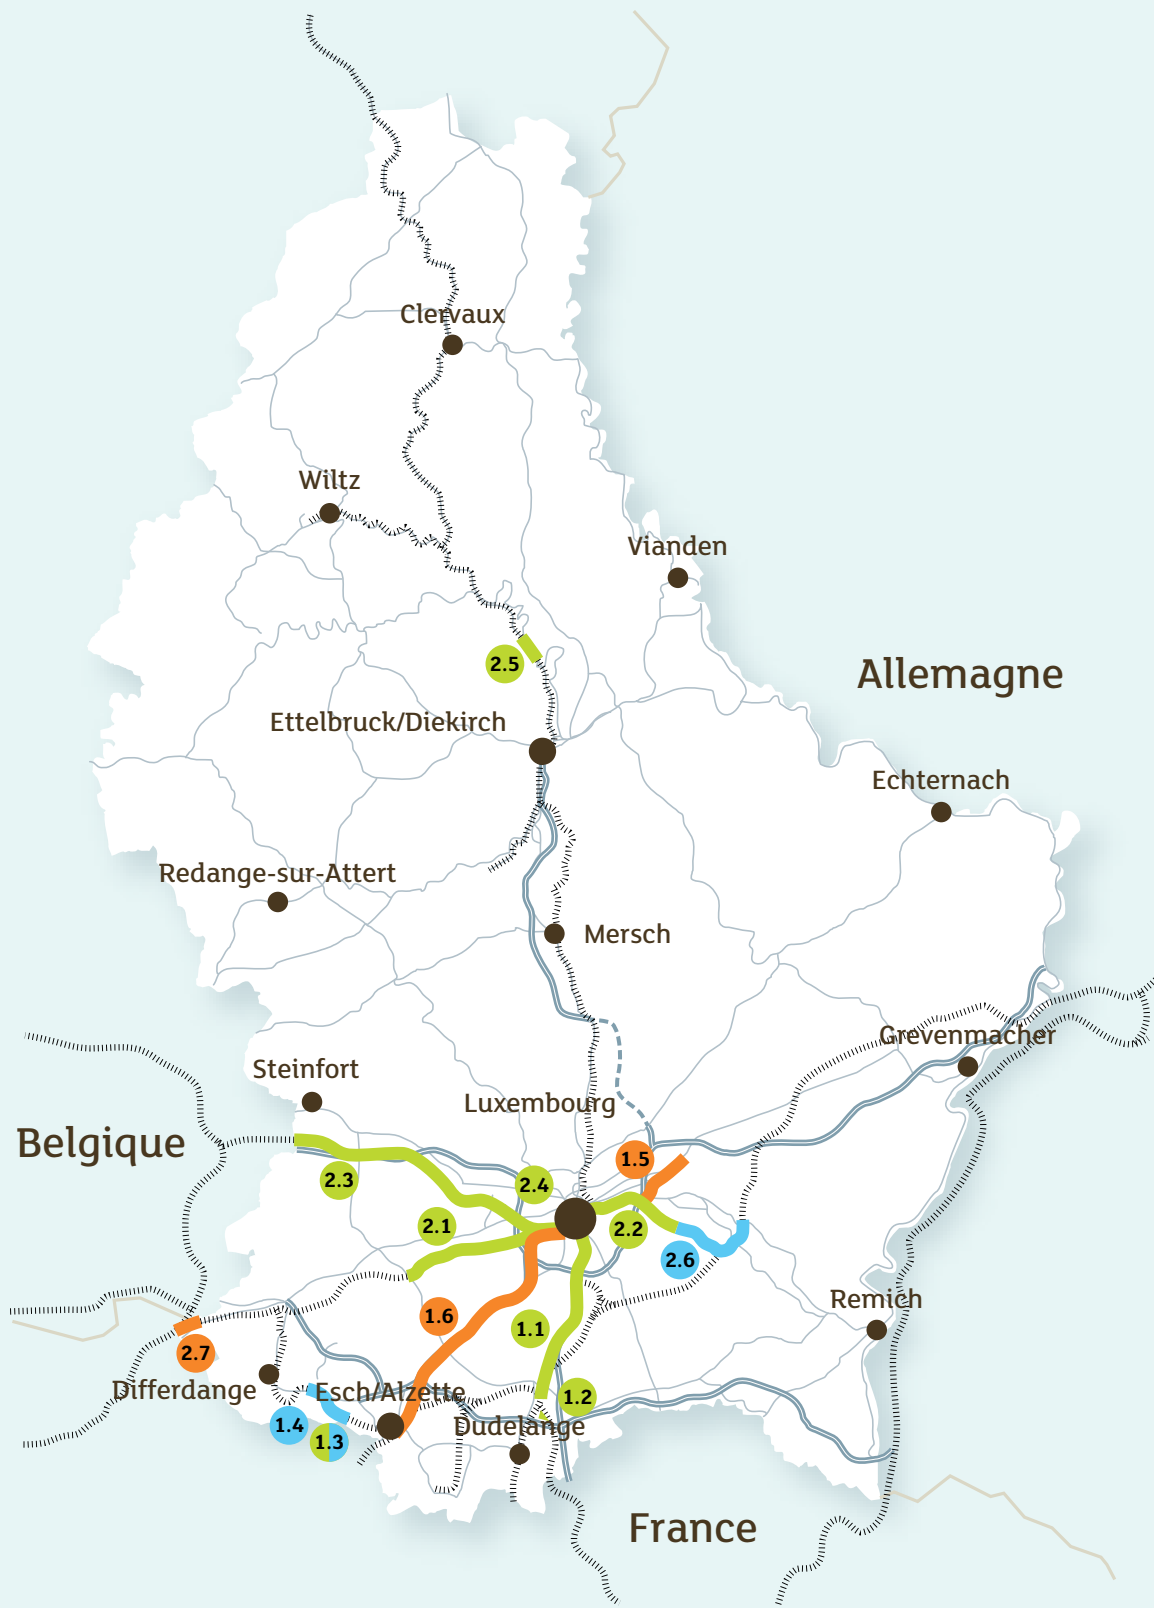 Clervaux
Wiltz
Vianden
2.5
Allemagne
Ettelbruck/Diekirch
Echternach
Redange-sur-Attert
Mersch
Grevenmacher
Steinfort
Luxembourg
Belgique
1.5
2.3
2.4
2.1
2.2
2.6
Remich
1.6
1.1
2.7
Differdange
Esch/Alzette
1.2
1.4
Dudelange
1.3
France